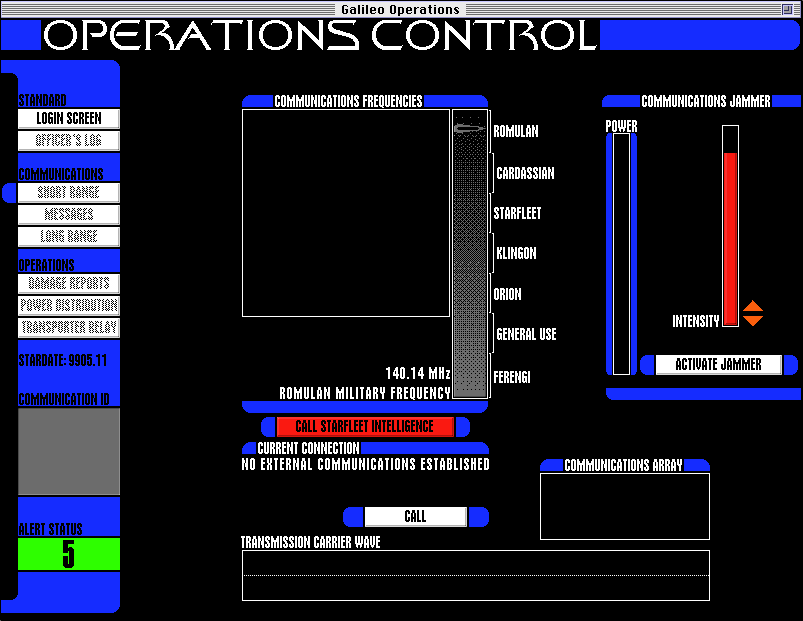 Galileo Operations
OPERATIONS CONTROL
STANDARD
LOGIN SCREEN
OFFICER'S LOG
COMMUNICATIONS
SHORT RANGE
MESSAGES
LONG RANGE
OPERATIONS
DAMAGE REPORTS
POWER DISTRIBUTION
TRANSPORTER RELAY
STARDATE: 9905.11
COMMUNICATION ID
ALERT STATUS
5
COMMUNICATIONS FREQUENCIES
ROMULAN
CARDASSIAN
STARFLEET
KLINGON
ORION
GENERAL USE
FERENGI
140.14 MHz
ROMULAN MILITARY FREQUENCY
CALL STARFLEET INTELLIGENCE
CURRENT CONNECTION
NO EXTERNAL COMMUNICATIONS ESTABLISHED
CALL
TRANSMISSION CARRIER WAVE
COMMUNICATIONS JAMMER
POWER
INTENSITY
ACTIVATE JAMMER
COMMUNICATIONS ARRAY